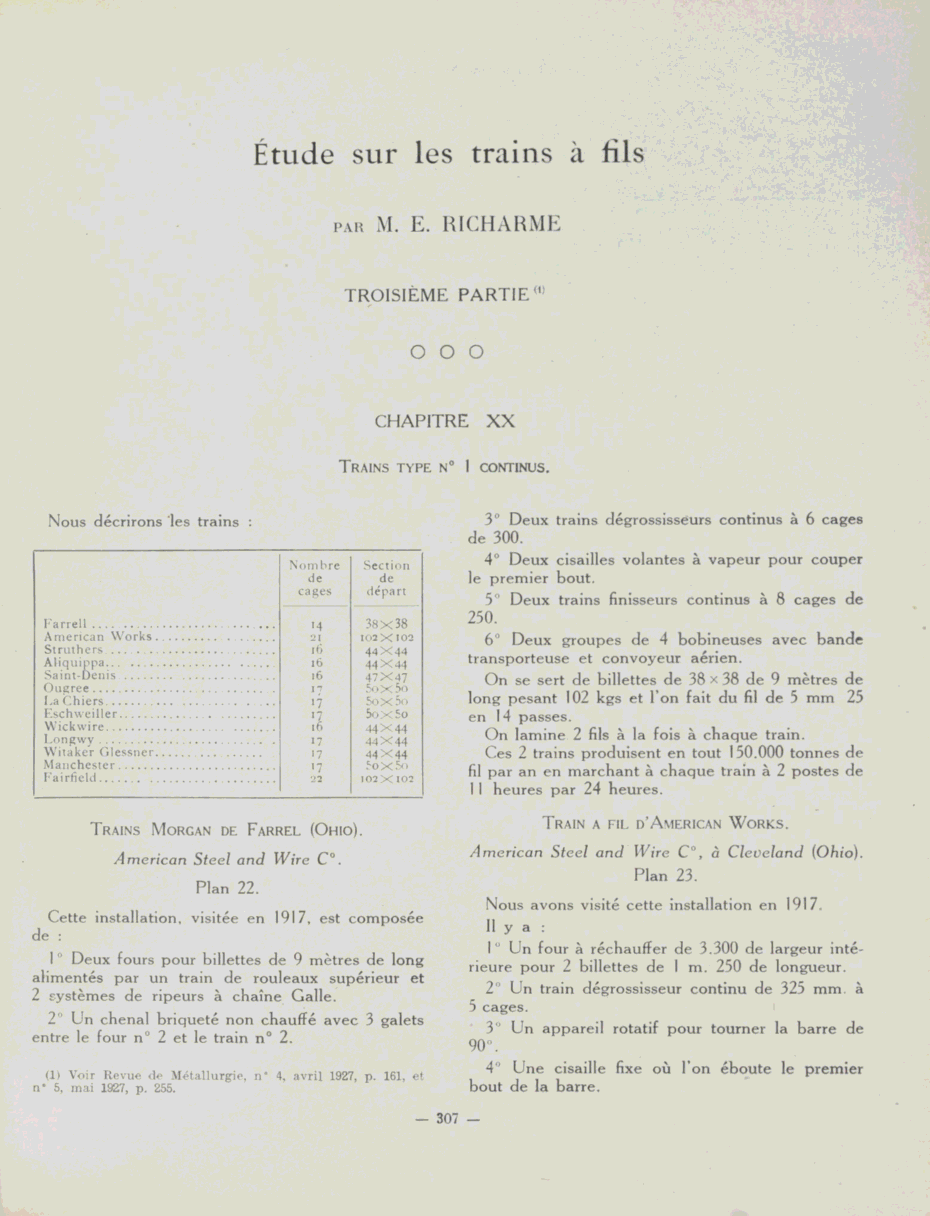 Étude sur les trains à fils
PAR M. E. RICHARME
TROISIÈME PARTIE (1)
CHAPITRE XX
TRAINS TYPE N° 1 CONTINUS.
Nous décrirons les trains :
Nombre de cages Section de départ
Farrell .......................... 14 38×38
American Works.................. 21 102×102
Struthers ........................ 16 44×44
Aliquippa........................ 16 44×44
Saint-Denis ...................... 16 47×47
Ougree.......................... 17 50×50
La Chiers........................ 17 50×50
Eschweiller...................... 17 50×50
Wickwire........................ 16 44×44
Longwy ......................... 17 44×44
Witaker Glessner................ 17 44×44
Manchester...................... 17 50×50
Fairfield......................... 22 102×102
TRAINS MORGAN DE FARREL (OHIO).
American Steel and Wire C°.
Plan 22.
Cette installation, visitée en 1917, est composée
de :
1° Deux fours pour billettes de 9 mètres de long
alimentés par un train de rouleaux supérieur et
2 systèmes de ripeurs à chaîne Galle.
2° Un chenal briqueté non chauffé avec 3 galets
entre le four n° 2 et le train n° 2.
(1) Voir Revue de Métallurgie, n° 4, avril 1927, p. 161, et
n° 5, mai 1927, p. 255.
3° Deux trains dégrossisseurs continus à 6 cages
de 300.
4° Deux cisailles volantes à vapeur pour couper
le premier bout.
5° Deux trains finisseurs continus à 8 cages de
250.
6° Deux groupes de 4 bobineuses avec bande
transporteuse et convoyeur aérien.
On se sert de billettes de 38×38 de 9 mètres de
long pesant 102 kgs et l'on fait du fil de 5 mm 25
en 14 passes.
On lamine 2 fils à la fois à chaque train.
Ces 2 trains produisent en tout 150.000 tonnes de
fil par an en marchant à chaque train à 2 postes de
11 heures par 24 heures.
TRAIN A FIL D'AMERICAN WORKS.
American Steel and Wire C°, à Cleveland (Ohio).
Plan 23.
Nous avons visité cette installation en 1917.
Il y a :
1° Un four à réchauffer de 3.300 de largeur inté-
rieure pour 2 billettes de 1 m. 250 de longueur.
2° Un train dégrossisseur continu de 325 mm. à
5 cages.
3° Un appareil rotatif pour tourner la barre de
90°.
4° Une cisaille fixe où l'on éboute le premier
bout de la barre.
— 307 —